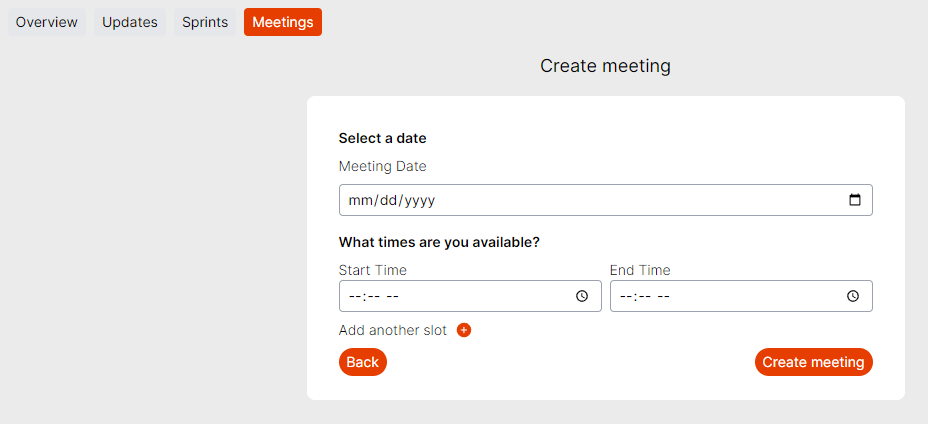 Overview Updates Sprints Meetings
Create meeting
Select a date
Meeting Date
mm/dd/yyyy
What times are you available?
Start Time End Time
--:-- -- --:-- --
Add another slot
Back Create meeting